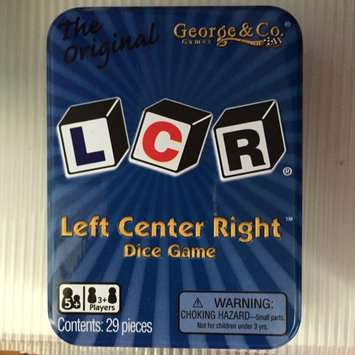 The Original
George & Co.
Games
L C R ®
Left Center Right™
Dice Game
5+
3+
Players
Contents: 29 pieces
⚠ WARNING:
CHOKING HAZARD–Small parts.
Not for children under 3 yrs.